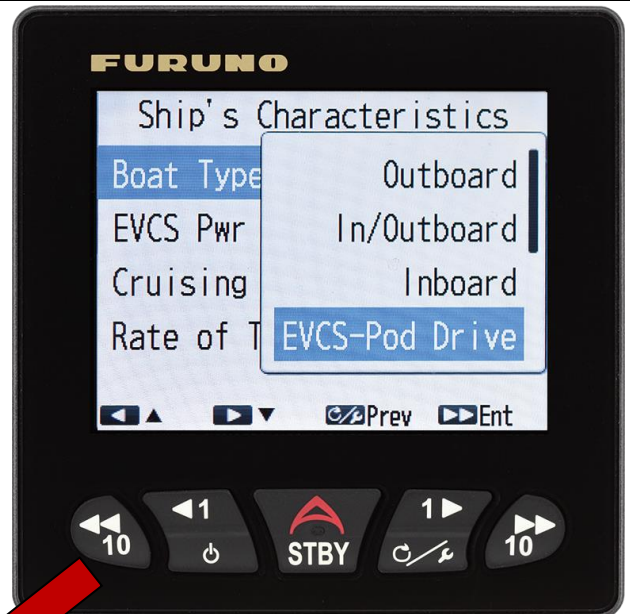 FURUNO
Ship's Characteristics
Boat Type
Outboard
EVCS Pwr
In/Outboard
Cruising
Inboard
Rate of T
EVCS-Pod Drive
Prev
Ent
10
1
STBY
1
10